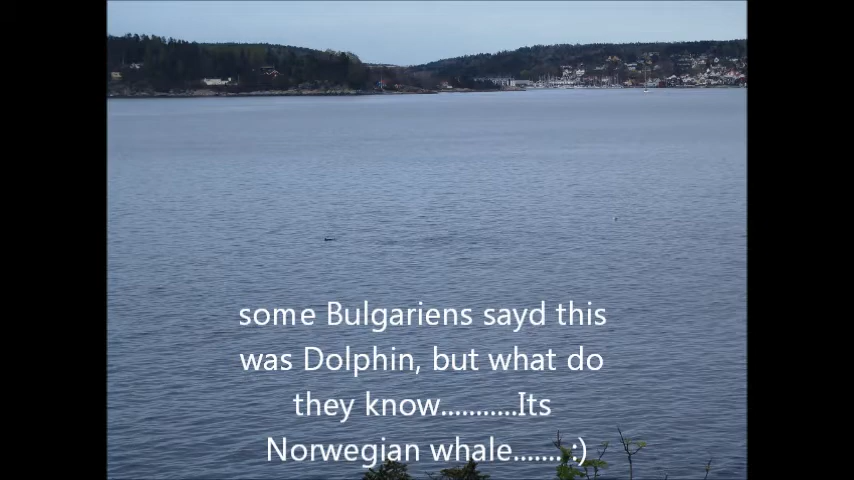 some Bulgariens sayd this
was Dolphin, but what do
they know...........Its
Norwegian whale....... :)